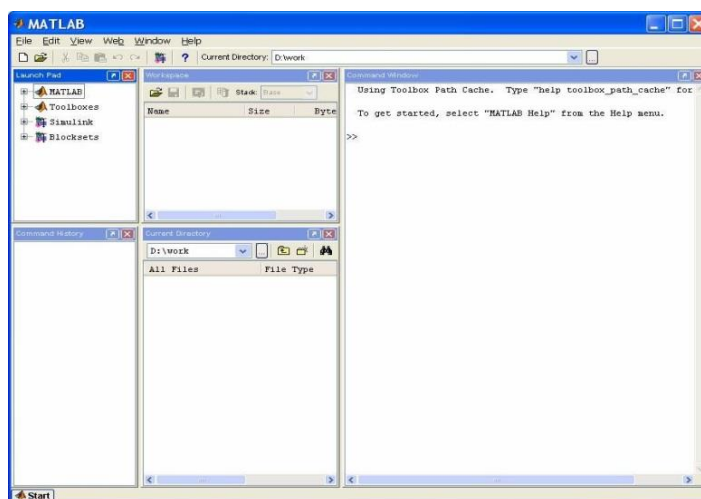 MATLAB
File Edit View Web Window Help
? Current Directory: D:\work
Launch Pad
MATLAB
Toolboxes
Simulink
Blocksets
Workspace
Stack: Base
Name Size Byte
Command Window
Using Toolbox Path Cache. Type "help toolbox_path_cache" for
To get started, select "MATLAB Help" from the Help menu.
>>
Command History
Current Directory
D:\work
All Files File Type
Start